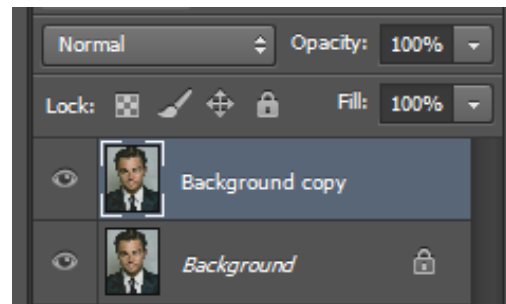 Normal Opacity: 100%
Lock: Fill: 100%
Background copy
Background